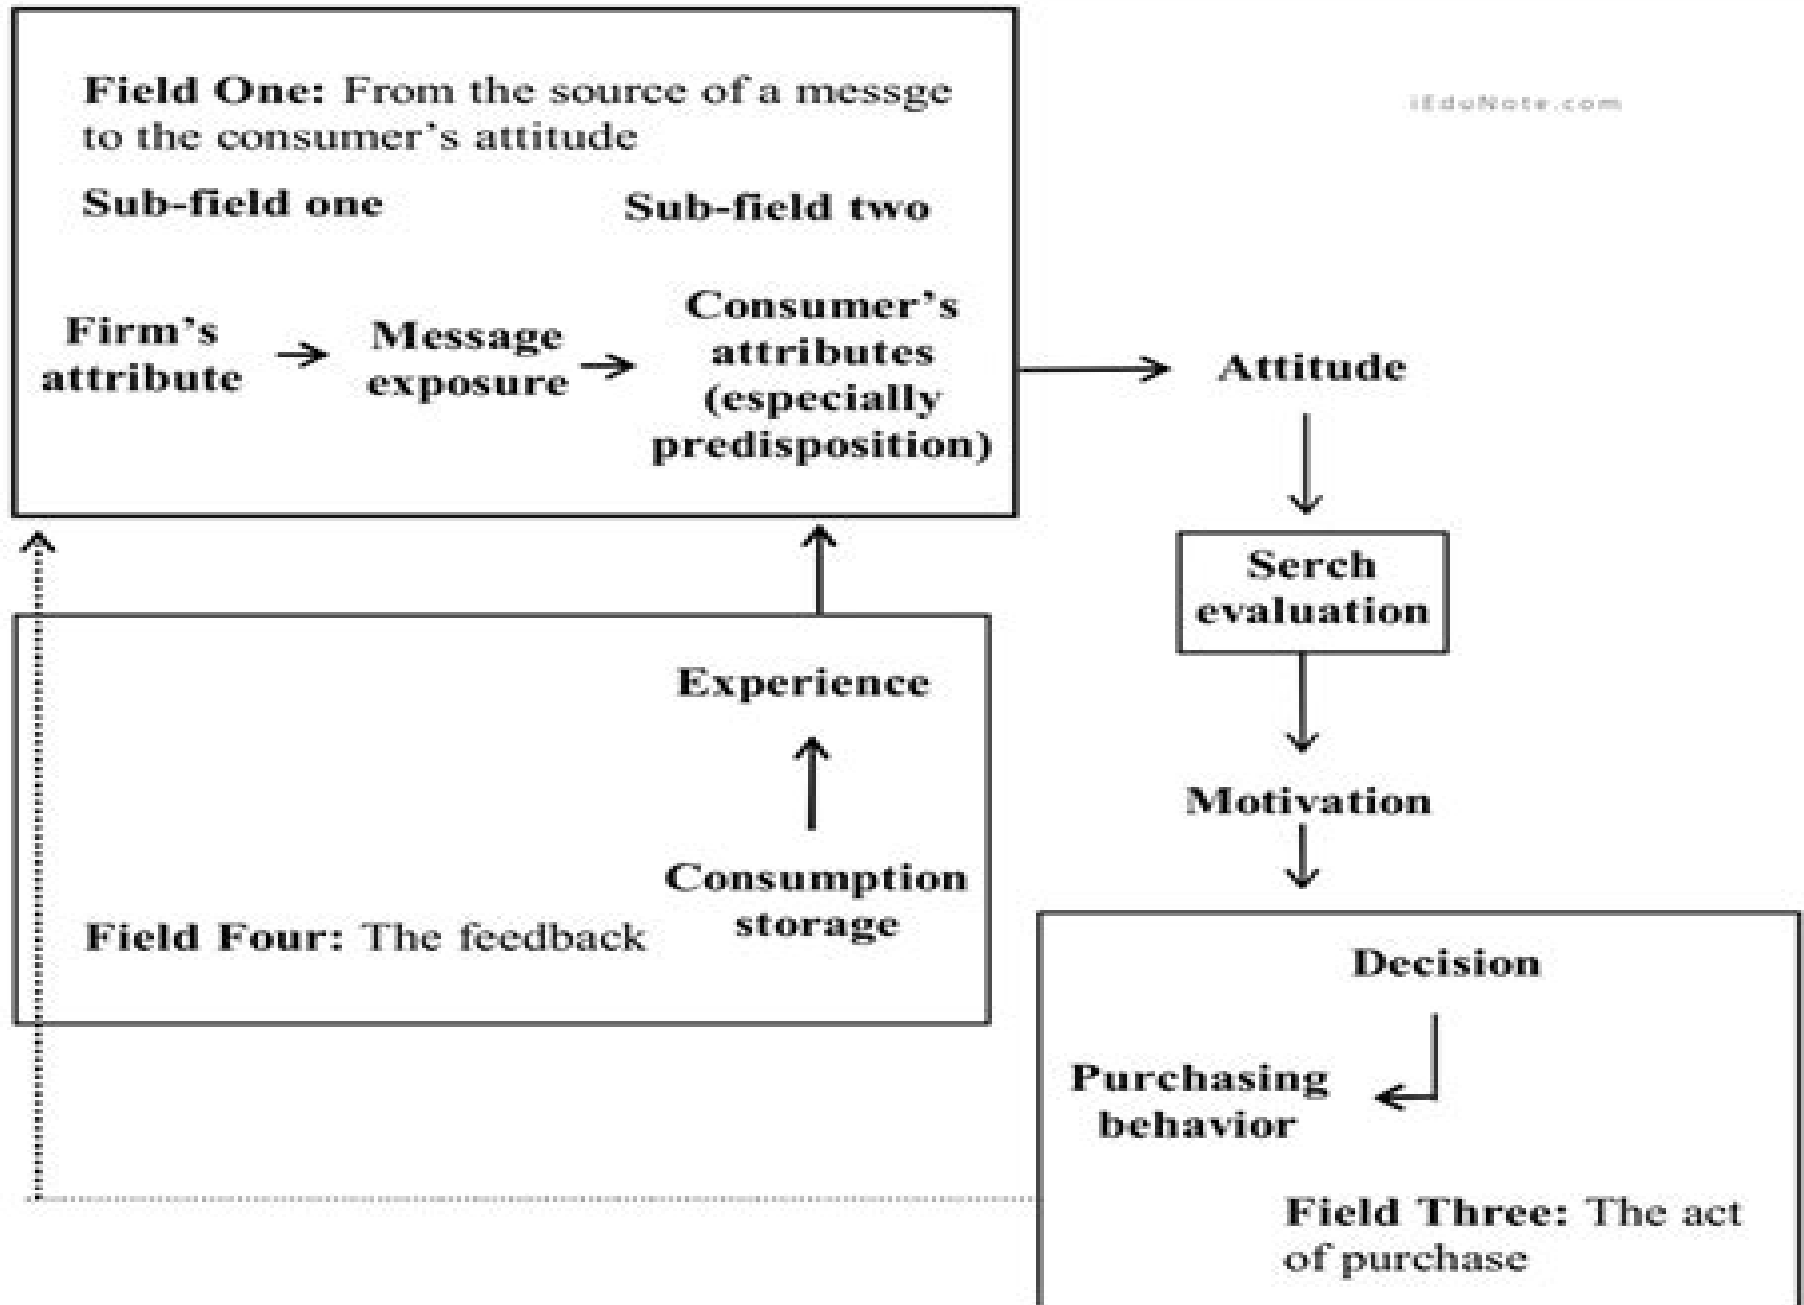 Field One: From the source of a messge
to the consumer's attitude
iEduNote.com
Sub-field one
Sub-field two
Firm's
attribute
Message
exposure
Consumer's
attributes
(especially
predisposition)
Attitude
Serch
evaluation
Motivation
Experience
Consumption
storage
Field Four: The feedback
Decision
Purchasing
behavior
Field Three: The act
of purchase